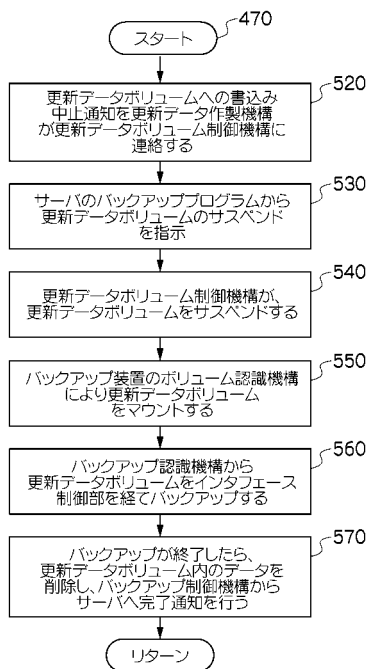 スタート
470
更新データボリュームへの書込み
中止通知を更新データ作製機構
が更新データボリューム制御機構に
連絡する
520
サーバのバックアッププログラムから
更新データボリュームのサスペンド
を指示
530
更新データボリューム制御機構が、
更新データボリュームをサスペンドする
540
バックアップ装置のボリューム認識機構
により更新データボリューム
をマウントする
550
バックアップ認識機構から
更新データボリュームをインタフェース
制御部を経てバックアップする
560
バックアップが終了したら、
更新データボリューム内のデータを
削除し、バックアップ制御機構から
サーバへ完了通知を行う
570
リターン